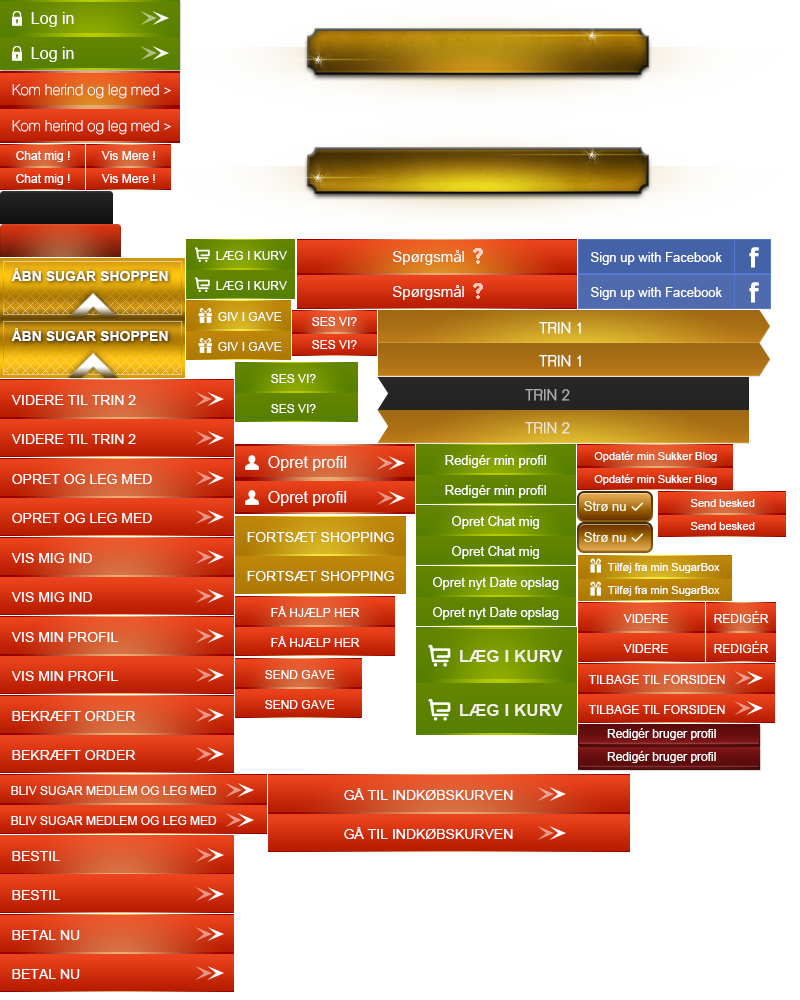 Log in
Log in
Kom herind og leg med >
Kom herind og leg med >
Chat mig !
Vis Mere !
Chat mig !
Vis Mere !
ÅBN SUGAR SHOPPEN
ÅBN SUGAR SHOPPEN
LÆG I KURV
LÆG I KURV
GIV I GAVE
GIV I GAVE
Spørgsmål ?
Spørgsmål ?
Sign up with Facebook f
Sign up with Facebook f
SES VI?
SES VI?
TRIN 1
TRIN 1
TRIN 2
TRIN 2
SES VI?
SES VI?
VIDERE TIL TRIN 2
VIDERE TIL TRIN 2
OPRET OG LEG MED
OPRET OG LEG MED
VIS MIG IND
VIS MIG IND
VIS MIN PROFIL
VIS MIN PROFIL
BEKRÆFT ORDER
BEKRÆFT ORDER
Opret profil
Opret profil
FORTSÆT SHOPPING
FORTSÆT SHOPPING
FÅ HJÆLP HER
FÅ HJÆLP HER
SEND GAVE
SEND GAVE
Redigér min profil
Redigér min profil
Opret Chat mig
Opret Chat mig
Opret nyt Date opslag
Opret nyt Date opslag
LÆG I KURV
LÆG I KURV
Opdatér min Sukker Blog
Opdatér min Sukker Blog
Strø nu
Strø nu
Send besked
Send besked
Tilføj fra min SugarBox
Tilføj fra min SugarBox
VIDERE
REDIGÉR
VIDERE
REDIGÉR
TILBAGE TIL FORSIDEN
TILBAGE TIL FORSIDEN
Redigér bruger profil
Redigér bruger profil
BLIV SUGAR MEDLEM OG LEG MED
BLIV SUGAR MEDLEM OG LEG MED
GÅ TIL INDKØBSKURVEN
GÅ TIL INDKØBSKURVEN
BESTIL
BESTIL
BETAL NU
BETAL NU